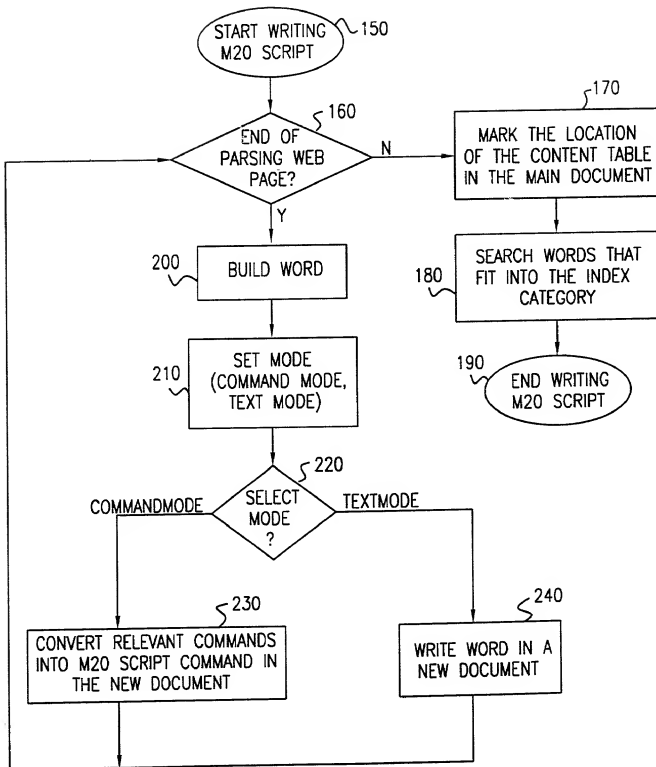 START WRITING
M20 SCRIPT
150
END OF
PARSING WEB
PAGE?
160
N
Y
170
MARK THE LOCATION
OF THE CONTENT TABLE
IN THE MAIN DOCUMENT
180
SEARCH WORDS THAT
FIT INTO THE INDEX
CATEGORY
190
END WRITING
M20 SCRIPT
200
BUILD WORD
210
SET MODE
(COMMAND MODE,
TEXT MODE)
220
SELECT
MODE
?
COMMANDMODE
TEXTMODE
230
CONVERT RELEVANT COMMANDS
INTO M20 SCRIPT COMMAND IN
THE NEW DOCUMENT
240
WRITE WORD IN A
NEW DOCUMENT